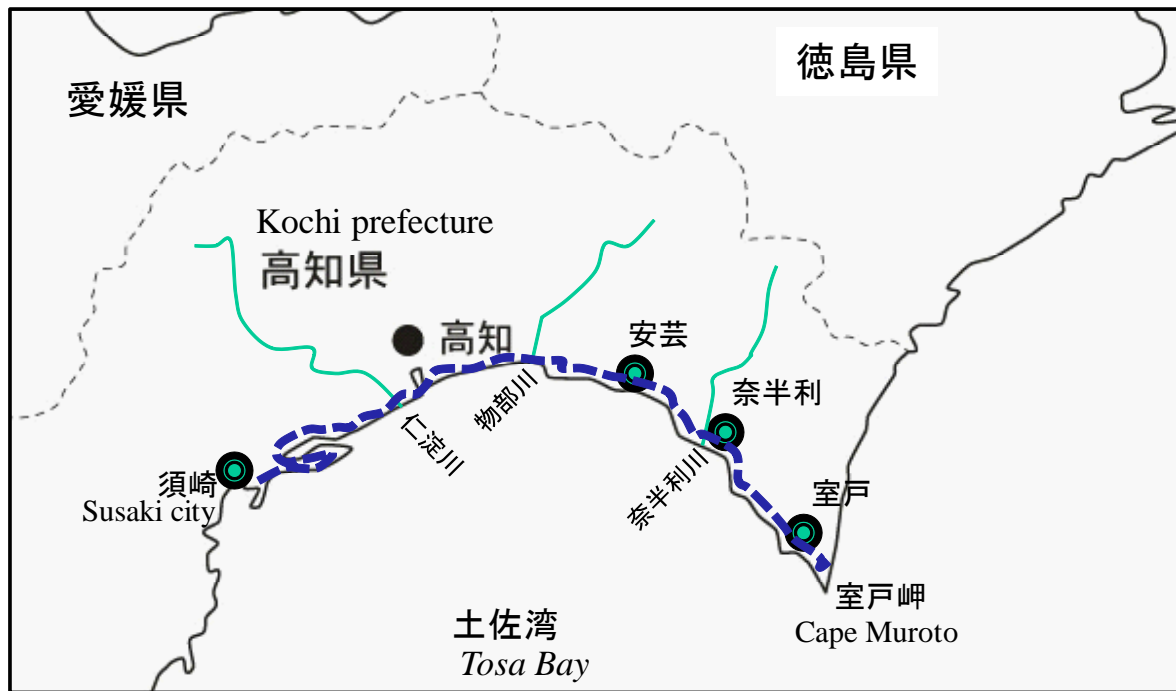 徳島県
愛媛県
Kochi prefecture
高知県
高知
安芸
物部川
奈半利
仁淀川
須崎
Susaki city
奈半利川
室戸
室戸岬
Cape Muroto
土佐湾
Tosa Bay